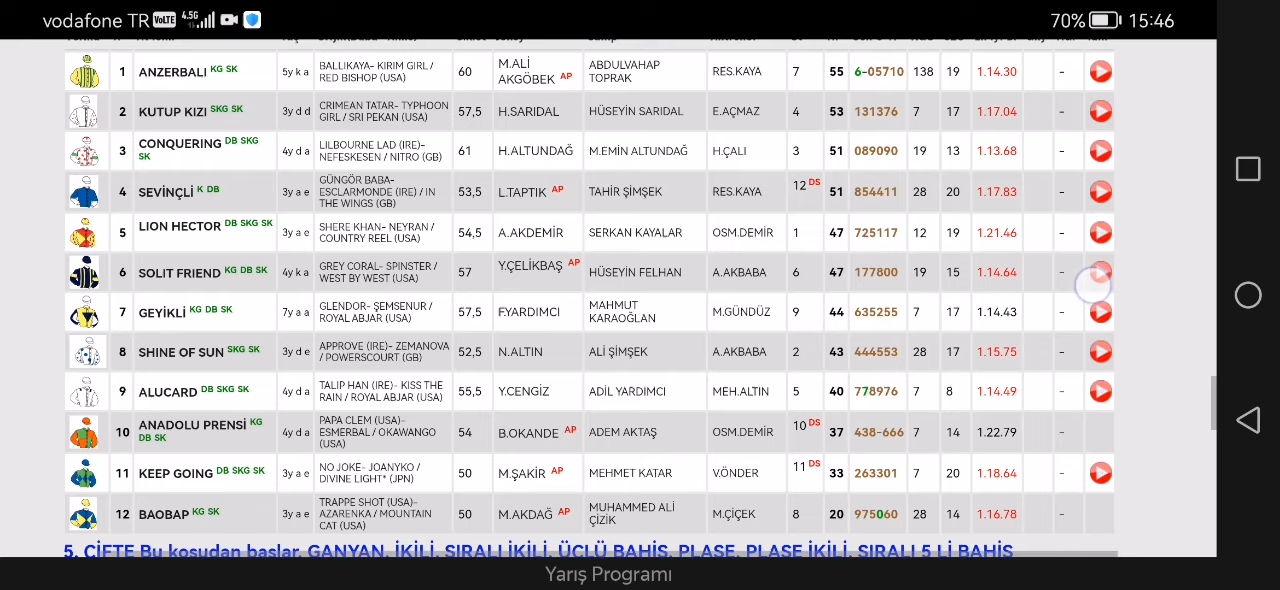 vodafone TR VoLTE 4.5G 70% 15:46
1 ANZERBALI KG SK 5y k a BALLIKAYA- KIRIM GIRL / RED BISHOP (USA) 60 M.ALİ AKGÖBEK AP ABDULVAHAP TOPRAK RES.KAYA 7 55 6-05710 138 19 1.14.30 -
2 KUTUP KIZI SKG SK 3y d d CRIMEAN TATAR- TYPHOON GIRL / SRI PEKAN (USA) 57,5 H.SARIDAL HÜSEYİN SARIDAL E.AÇMAZ 4 53 131376 7 17 1.17.04 -
3 CONQUERING DB SKG SK 4y d a LILBOURNE LAD (IRE)- NEFESKESEN / NITRO (GB) 61 H.ALTUNDAĞ M.EMİN ALTUNDAĞ H.ÇALI 3 51 089090 19 13 1.13.68 -
4 SEVİNÇLİ K DB 3y a e GÜNGÖR BABA- ESCLARMONDE (IRE) / IN THE WINGS (GB) 53,5 L.TAPTIK AP TAHİR ŞİMŞEK RES.KAYA 12 DS 51 854411 28 20 1.17.83 -
5 LION HECTOR DB SKG SK 3y a e SHERE KHAN- NEYRAN / COUNTRY REEL (USA) 54,5 A.AKDEMİR SERKAN KAYALAR OSM.DEMİR 1 47 725117 12 19 1.21.46 -
6 SOLIT FRIEND KG DB SK 4y k a GREY CORAL- SPINSTER / WEST BY WEST (USA) 57 Y.ÇELİKBAŞ AP HÜSEYİN FELHAN A.AKBABA 6 47 177800 19 15 1.14.64 -
7 GEYİKLİ KG DB SK 7y a a GLENDOR- ŞEMSENUR / ROYAL ABJAR (USA) 57,5 F.YARDIMCI MAHMUT KARAOĞLAN M.GÜNDÜZ 9 44 635255 7 17 1.14.43 -
8 SHINE OF SUN SKG SK 3y d e APPROVE (IRE)- ZEMANOVA / POWERSCOURT (GB) 52,5 N.ALTIN ALİ ŞİMŞEK A.AKBABA 2 43 444553 28 17 1.15.75 -
9 ALUCARD DB SKG SK 4y d a TALIP HAN (IRE)- KISS THE RAIN / ROYAL ABJAR (USA) 55,5 Y.CENGİZ ADİL YARDIMCI MEH.ALTIN 5 40 778976 7 8 1.14.49 -
10 ANADOLU PRENSİ KG DB SK 4y d a PAPA CLEM (USA)- ESMERBAL / OKAWANGO (USA) 54 B.OKANDE AP ADEM AKTAŞ OSM.DEMİR 10 DS 37 438-666 7 14 1.22.79 -
11 KEEP GOING DB SKG SK 3y a e NO JOKE- JOANYKO / DIVINE LIGHT* (JPN) 50 M.ŞAKİR AP MEHMET KATAR V.ÖNDER 11 DS 33 263301 7 20 1.18.64 -
12 BAOBAP KG SK 3y a e TRAPPE SHOT (USA)- AZARENKA / MOUNTAIN CAT (USA) 50 M.AKDAĞ AP MUHAMMED ALİ ÇİZİK M.ÇİÇEK 8 20 975060 28 14 1.16.78 -
5. ÇİFTE Bu koşudan başlar. GANYAN, İKİLİ, SIRALI İKİLİ, ÜÇLÜ BAHİS, PLASE, PLASE İKİLİ, SIRALI 5 Lİ BAHİS
Yarış Programı